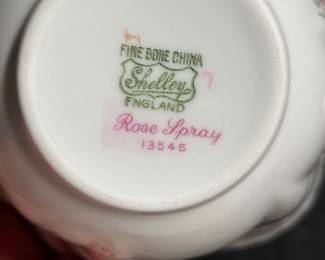 FINE BONE CHINA
Shelley
ENGLAND
Rose Spray
13545